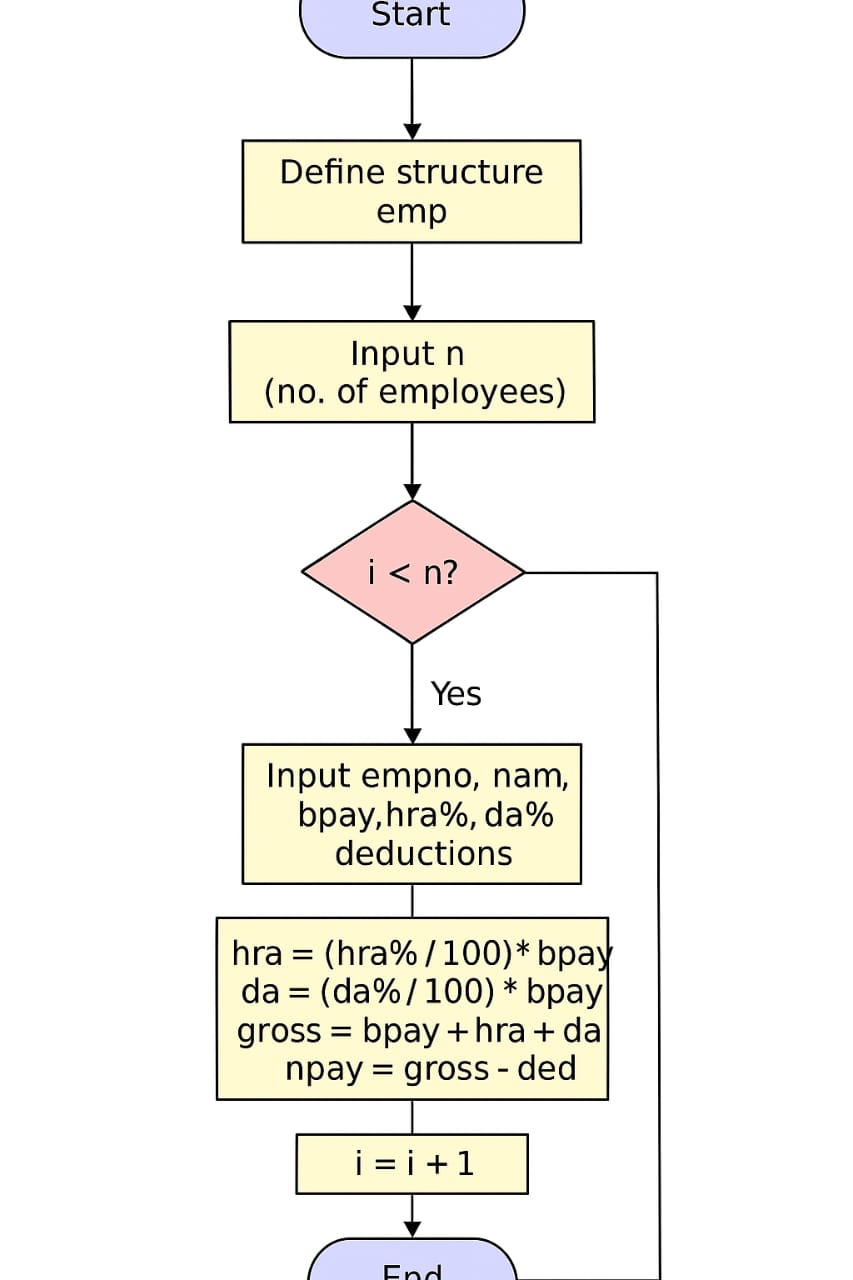 Start
Define structure
emp
Input n
(no. of employees)
i < n?
Yes
Input empno, nam,
bpay,hra%, da%
deductions
hra = (hra% / 100)* bpay
da = (da% / 100) * bpay
gross = bpay + hra + da
npay = gross - ded
i = i + 1
End